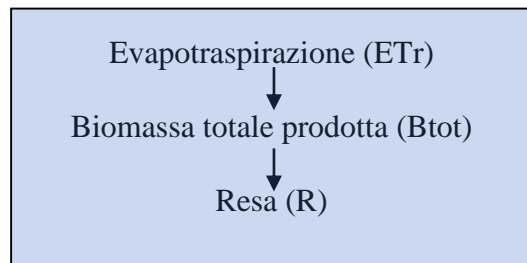 Evapotraspirazione (ETr)
Biomassa totale prodotta (Btot)
Resa (R)